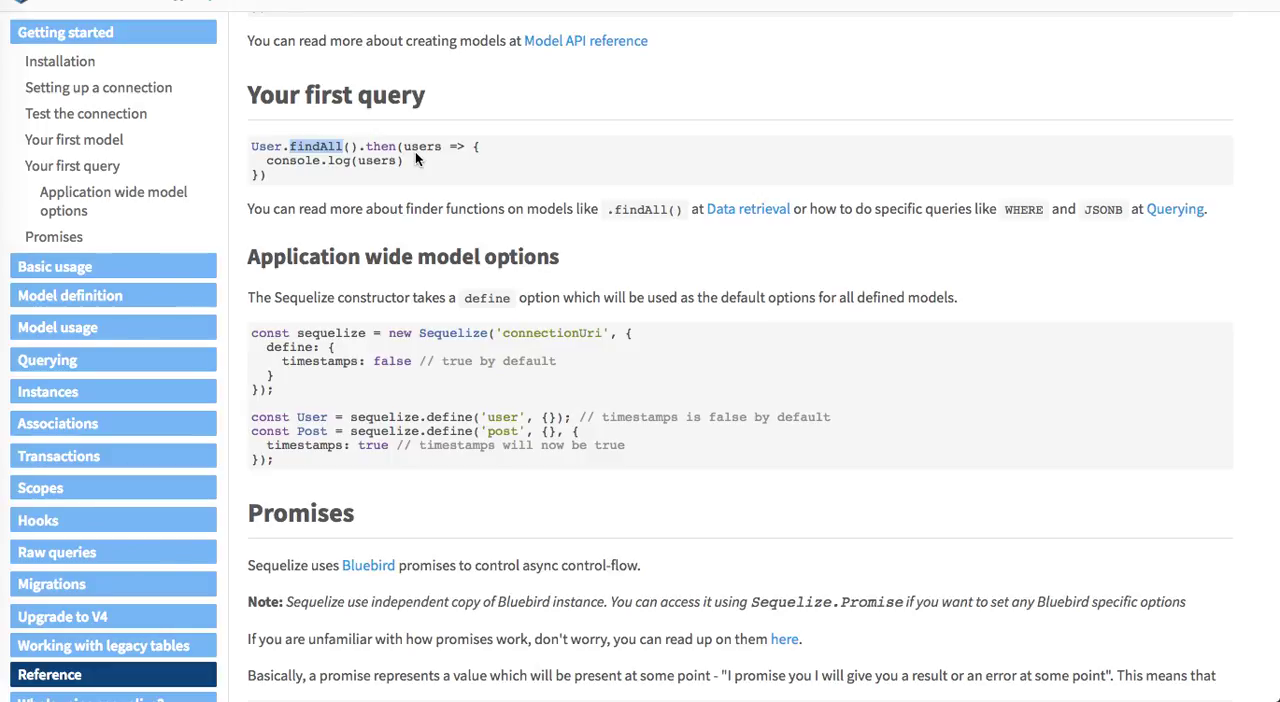 Getting started
Installation
Setting up a connection
Test the connection
Your first model
Your first query
Application wide model
options
Promises
Basic usage
Model definition
Model usage
Querying
Instances
Associations
Transactions
Scopes
Hooks
Raw queries
Migrations
Upgrade to V4
Working with legacy tables
Reference
You can read more about creating models at Model API reference
Your first query
User.findAll().then(users => {
console.log(users)
})
You can read more about finder functions on models like .findAll() at Data retrieval or how to do specific queries like WHERE and JSONB at Querying.
Application wide model options
The Sequelize constructor takes a define option which will be used as the default options for all defined models.
const sequelize = new Sequelize('connectionUri', {
define: {
timestamps: false // true by default
}
});
const User = sequelize.define('user', {}); // timestamps is false by default
const Post = sequelize.define('post', {}, {
timestamps: true // timestamps will now be true
});
Promises
Sequelize uses Bluebird promises to control async control-flow.
Note: Sequelize use independent copy of Bluebird instance. You can access it using Sequelize.Promise if you want to set any Bluebird specific options
If you are unfamiliar with how promises work, don't worry, you can read up on them here.
Basically, a promise represents a value which will be present at some point - "I promise you I will give you a result or an error at some point". This means that